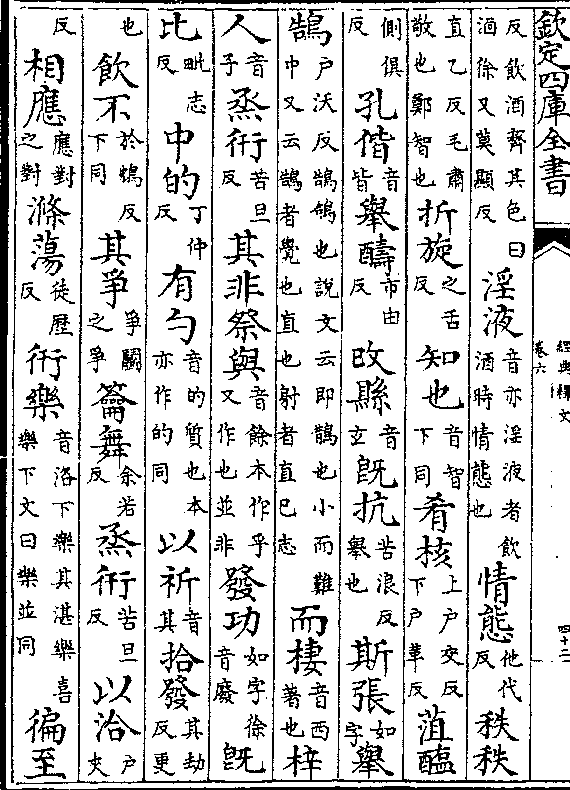 欽定四庫全書
經典釋文
卷六
四十二
反飲酒齊其色曰湎徐又莫顯反淫液音亦淫液者飲酒時情態也情態他代反秩秩
直乙反毛肅敬也鄭智也折旋之舌反知也音智下同肴核上户交反下户革反菹醢
側俱反孔偕音皆舉醻市由反攺縣音玄既抗苦浪反舉也斯張如字舉
鵠户沃反鵠鴿也說文云即鵲也小而難中又云鵠者覺也直也射者直已志而棲音西著也梓
人音子烝衎苦旦反其非祭與音餘本作乎又作也並非發功如字徐音廢既
比毗志反中的丁仲反有勺音的質也本亦作的同以祈音其拾發其劫反更
也飲不於鴆反下同其爭爭鬬之爭籥舞余若反烝衎苦旦反以洽户夾
反相應應對之對滌蕩徒歷反衎樂音洛下樂其湛樂喜樂下文曰樂並同徧至